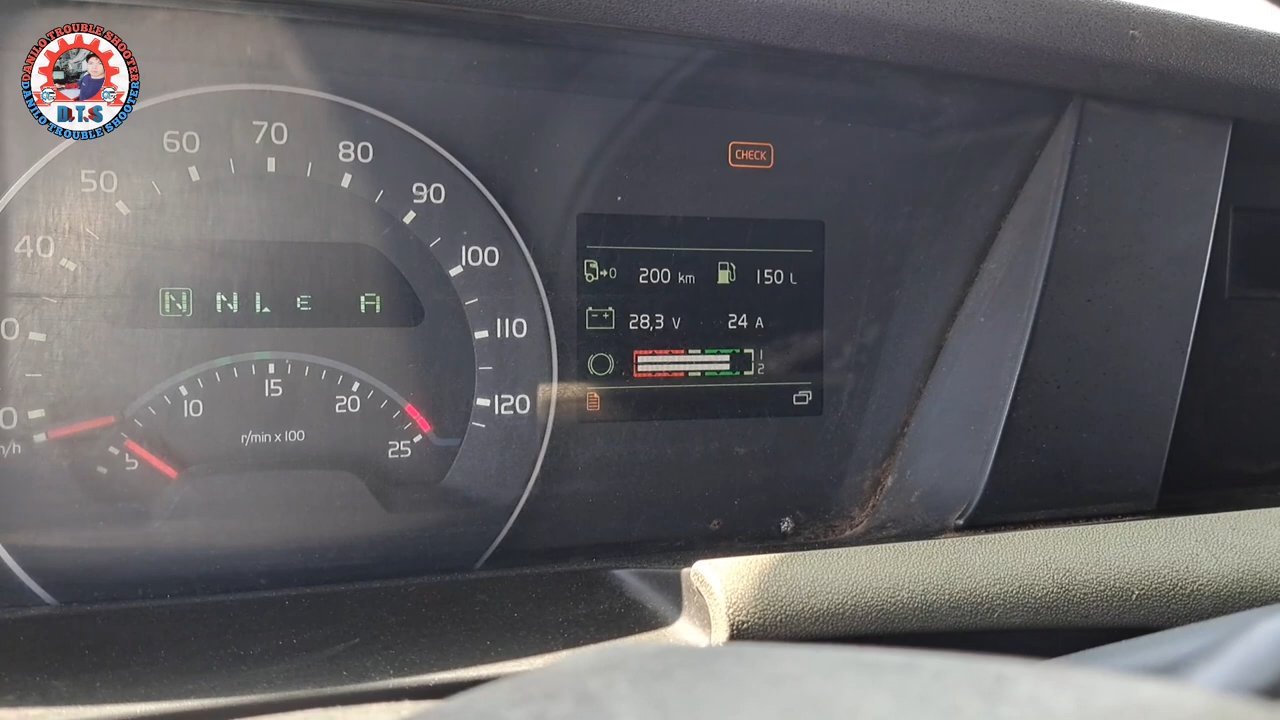 DANILO TROUBLE SHOOTER
DANILO TROUBLE SHOOTER
D.T.S
40
50
60
70
80
90
100
110
120
N N L E A
5
10
15
20
25
r/min x 100
CHECK
→0 200 km 150 L
- +
28,3 V 24 A
1
2